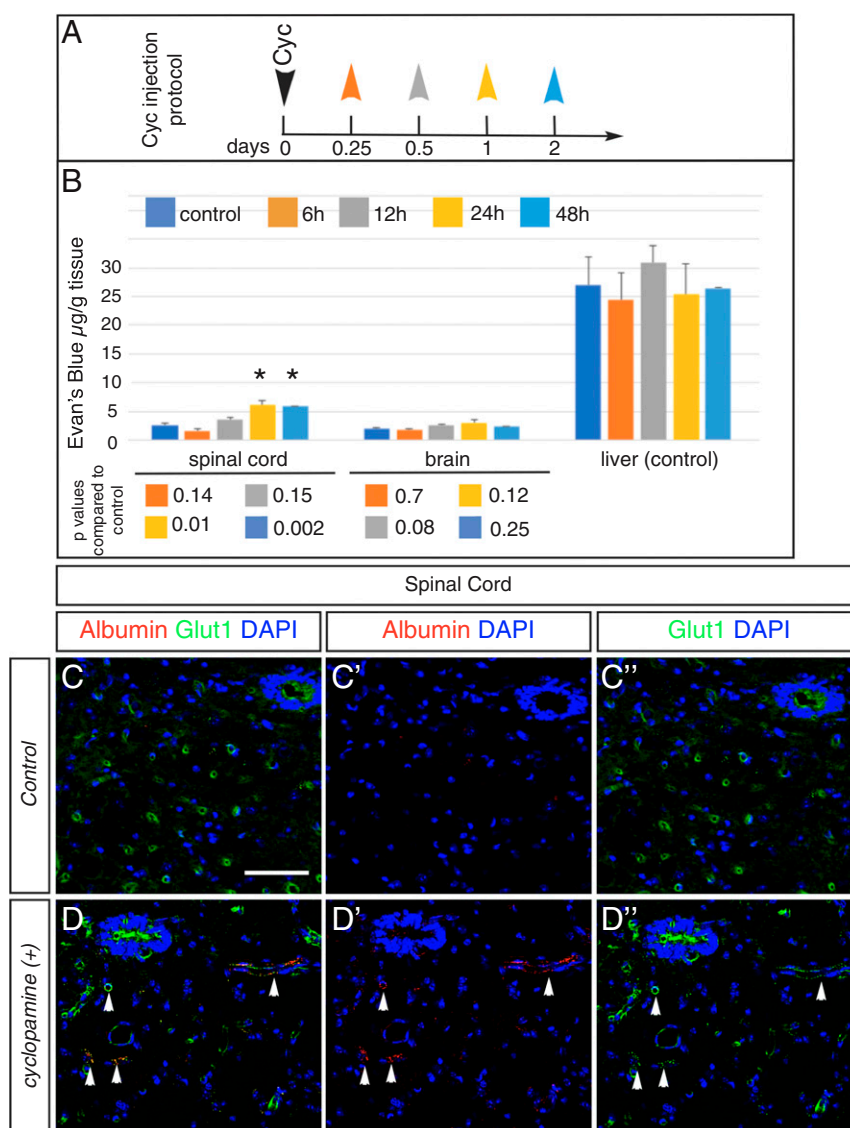 A
Cyc injection
protocol
Cyc
days 0 0.25 0.5 1 2
B
control 6h 12h 24h 48h
Evan's Blue µg/g tissue
30
25
20
15
10
5
0
* *
spinal cord brain liver (control)
p values
compared to
control
0.14 0.15 0.7 0.12
0.01 0.002 0.08 0.25
Spinal Cord
Albumin Glut1 DAPI Albumin DAPI Glut1 DAPI
Control
C C' C''
cyclopamine (+)
D D' D''